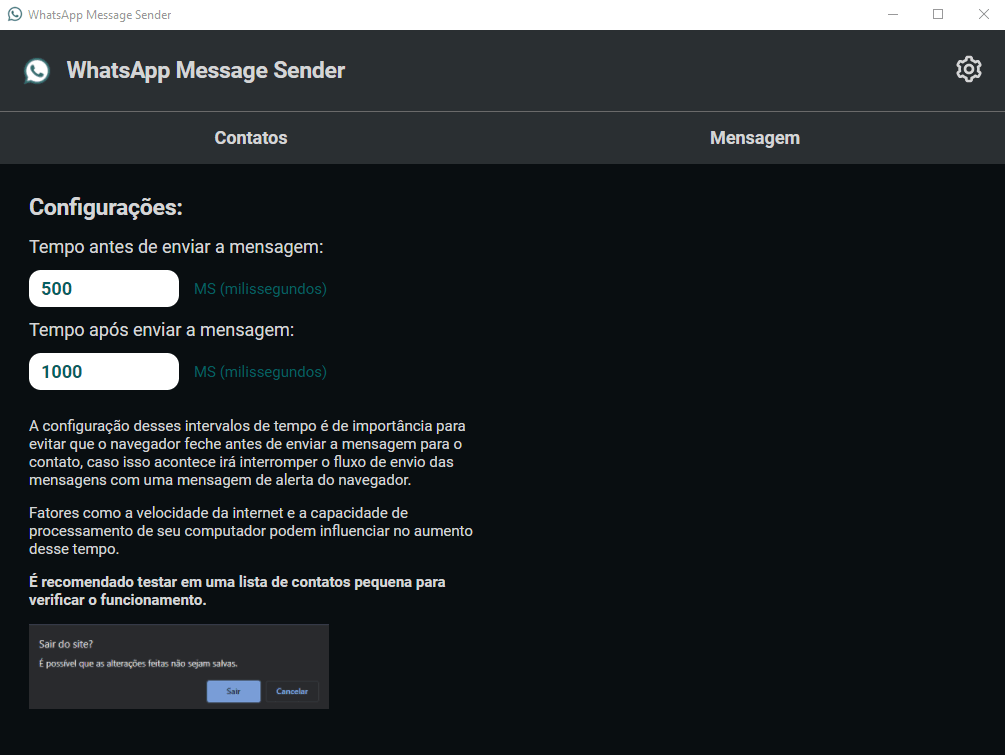 WhatsApp Message Sender
WhatsApp Message Sender
Contatos Mensagem
Configurações:
Tempo antes de enviar a mensagem:
500 MS (milissegundos)
Tempo após enviar a mensagem:
1000 MS (milissegundos)
A configuração desses intervalos de tempo é de importância para
evitar que o navegador feche antes de enviar a mensagem para o
contato, caso isso acontece irá interromper o fluxo de envio das
mensagens com uma mensagem de alerta do navegador.
Fatores como a velocidade da internet e a capacidade de
processamento de seu computador podem influenciar no aumento
desse tempo.
É recomendado testar em uma lista de contatos pequena para
verificar o funcionamento.
Sair do site?
É possível que as alterações feitas não sejam salvas.
Sair Cancelar